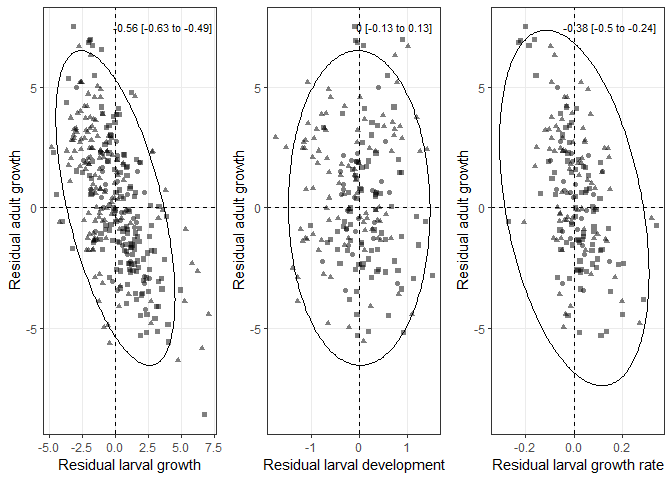 -0.56 [-0.63 to -0.49]
0 [-0.13 to 0.13]
-0.38 [-0.5 to -0.24]
5
0
-5
5
0
-5
5
0
-5
Residual adult growth
Residual adult growth
Residual adult growth
-5.0 -2.5 0.0 2.5 5.0 7.5
-1 0 1
-0.2 0.0 0.2
Residual larval growth
Residual larval development
Residual larval growth rate